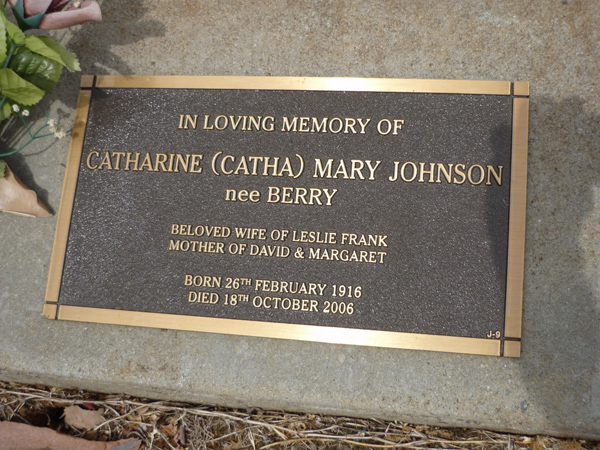 IN LOVING MEMORY OF
CATHARINE (CATHA) MARY JOHNSON
nee BERRY
BELOVED WIFE OF LESLIE FRANK
MOTHER OF DAVID & MARGARET
BORN 26TH FEBRUARY 1916
DIED 18TH OCTOBER 2006
J-9